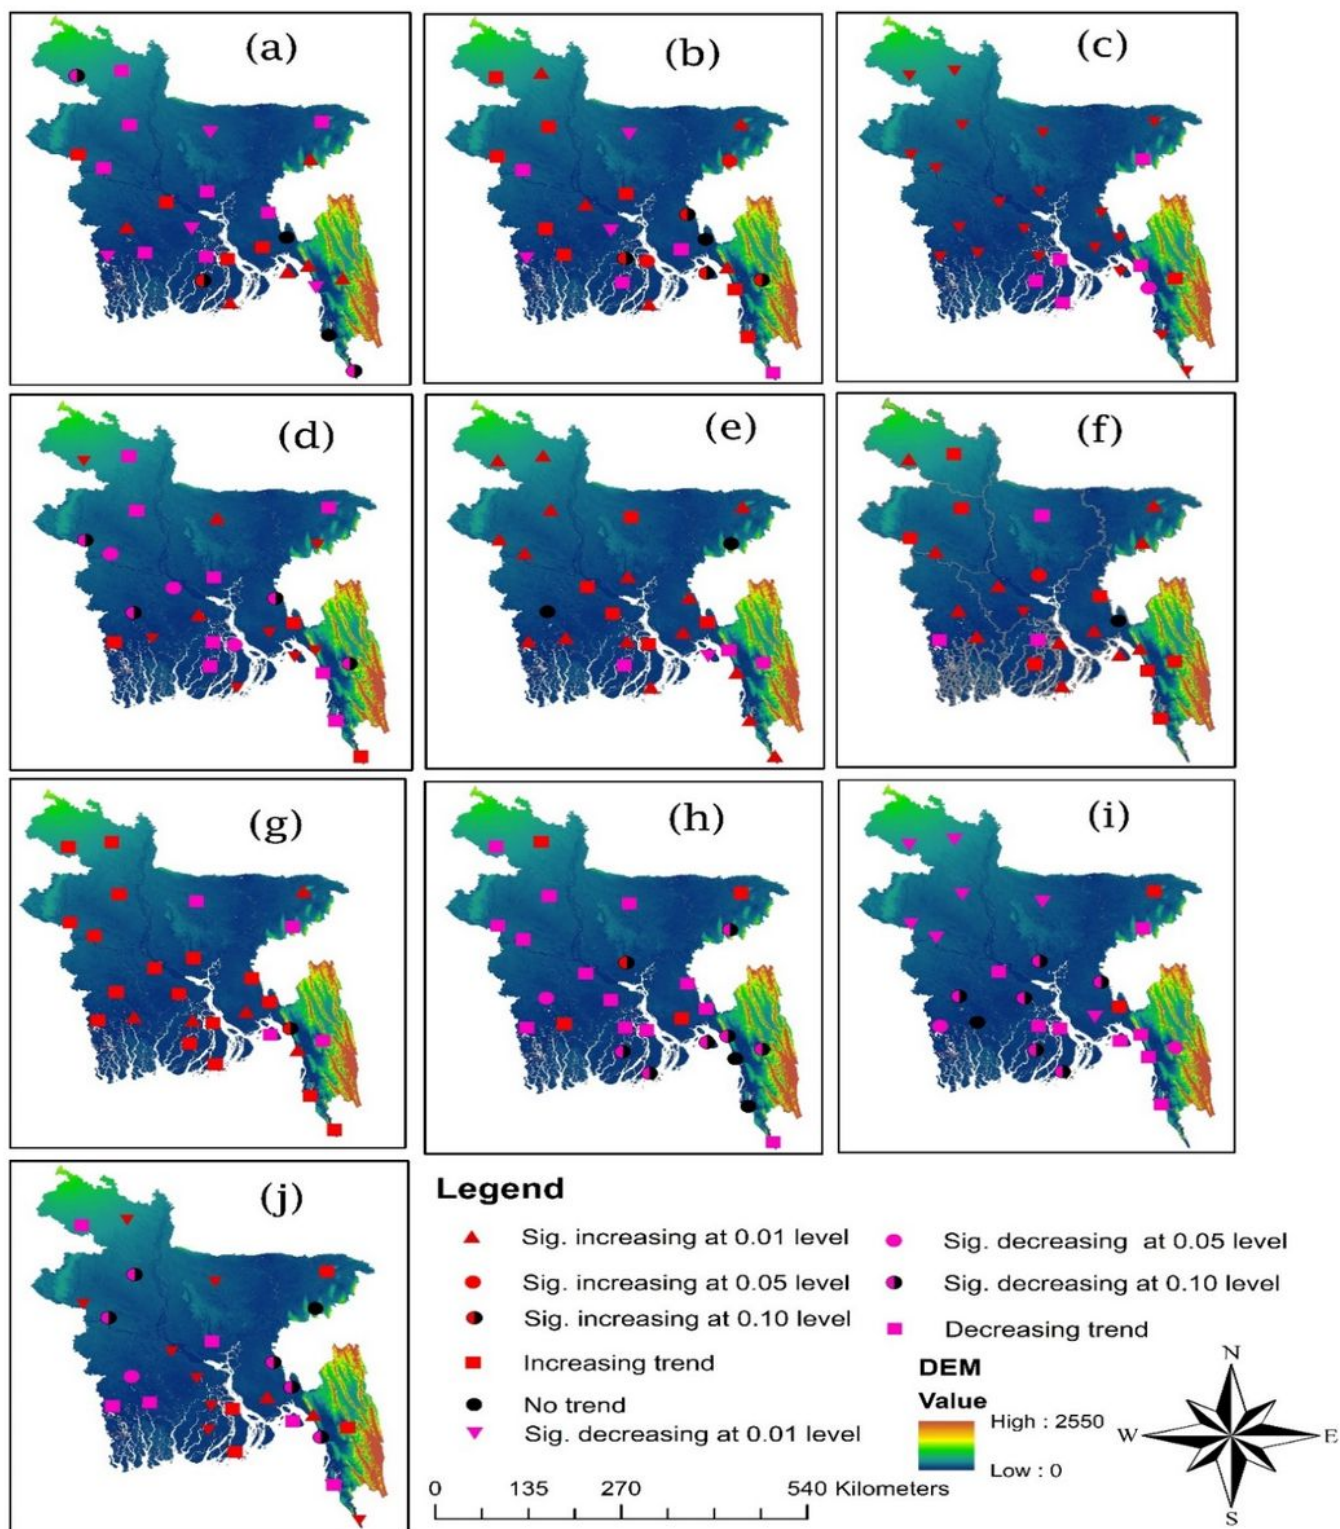 (a)
(b)
(c)
(d)
(e)
(f)
(g)
(h)
(i)
(j)
Legend
Sig. increasing at 0.01 level
Sig. increasing at 0.05 level
Sig. increasing at 0.10 level
Increasing trend
No trend
Sig. decreasing at 0.01 level
Sig. decreasing at 0.05 level
Sig. decreasing at 0.10 level
Decreasing trend
DEM
Value
High : 2550
Low : 0
0 135 270 540 Kilometers
N
W E
S